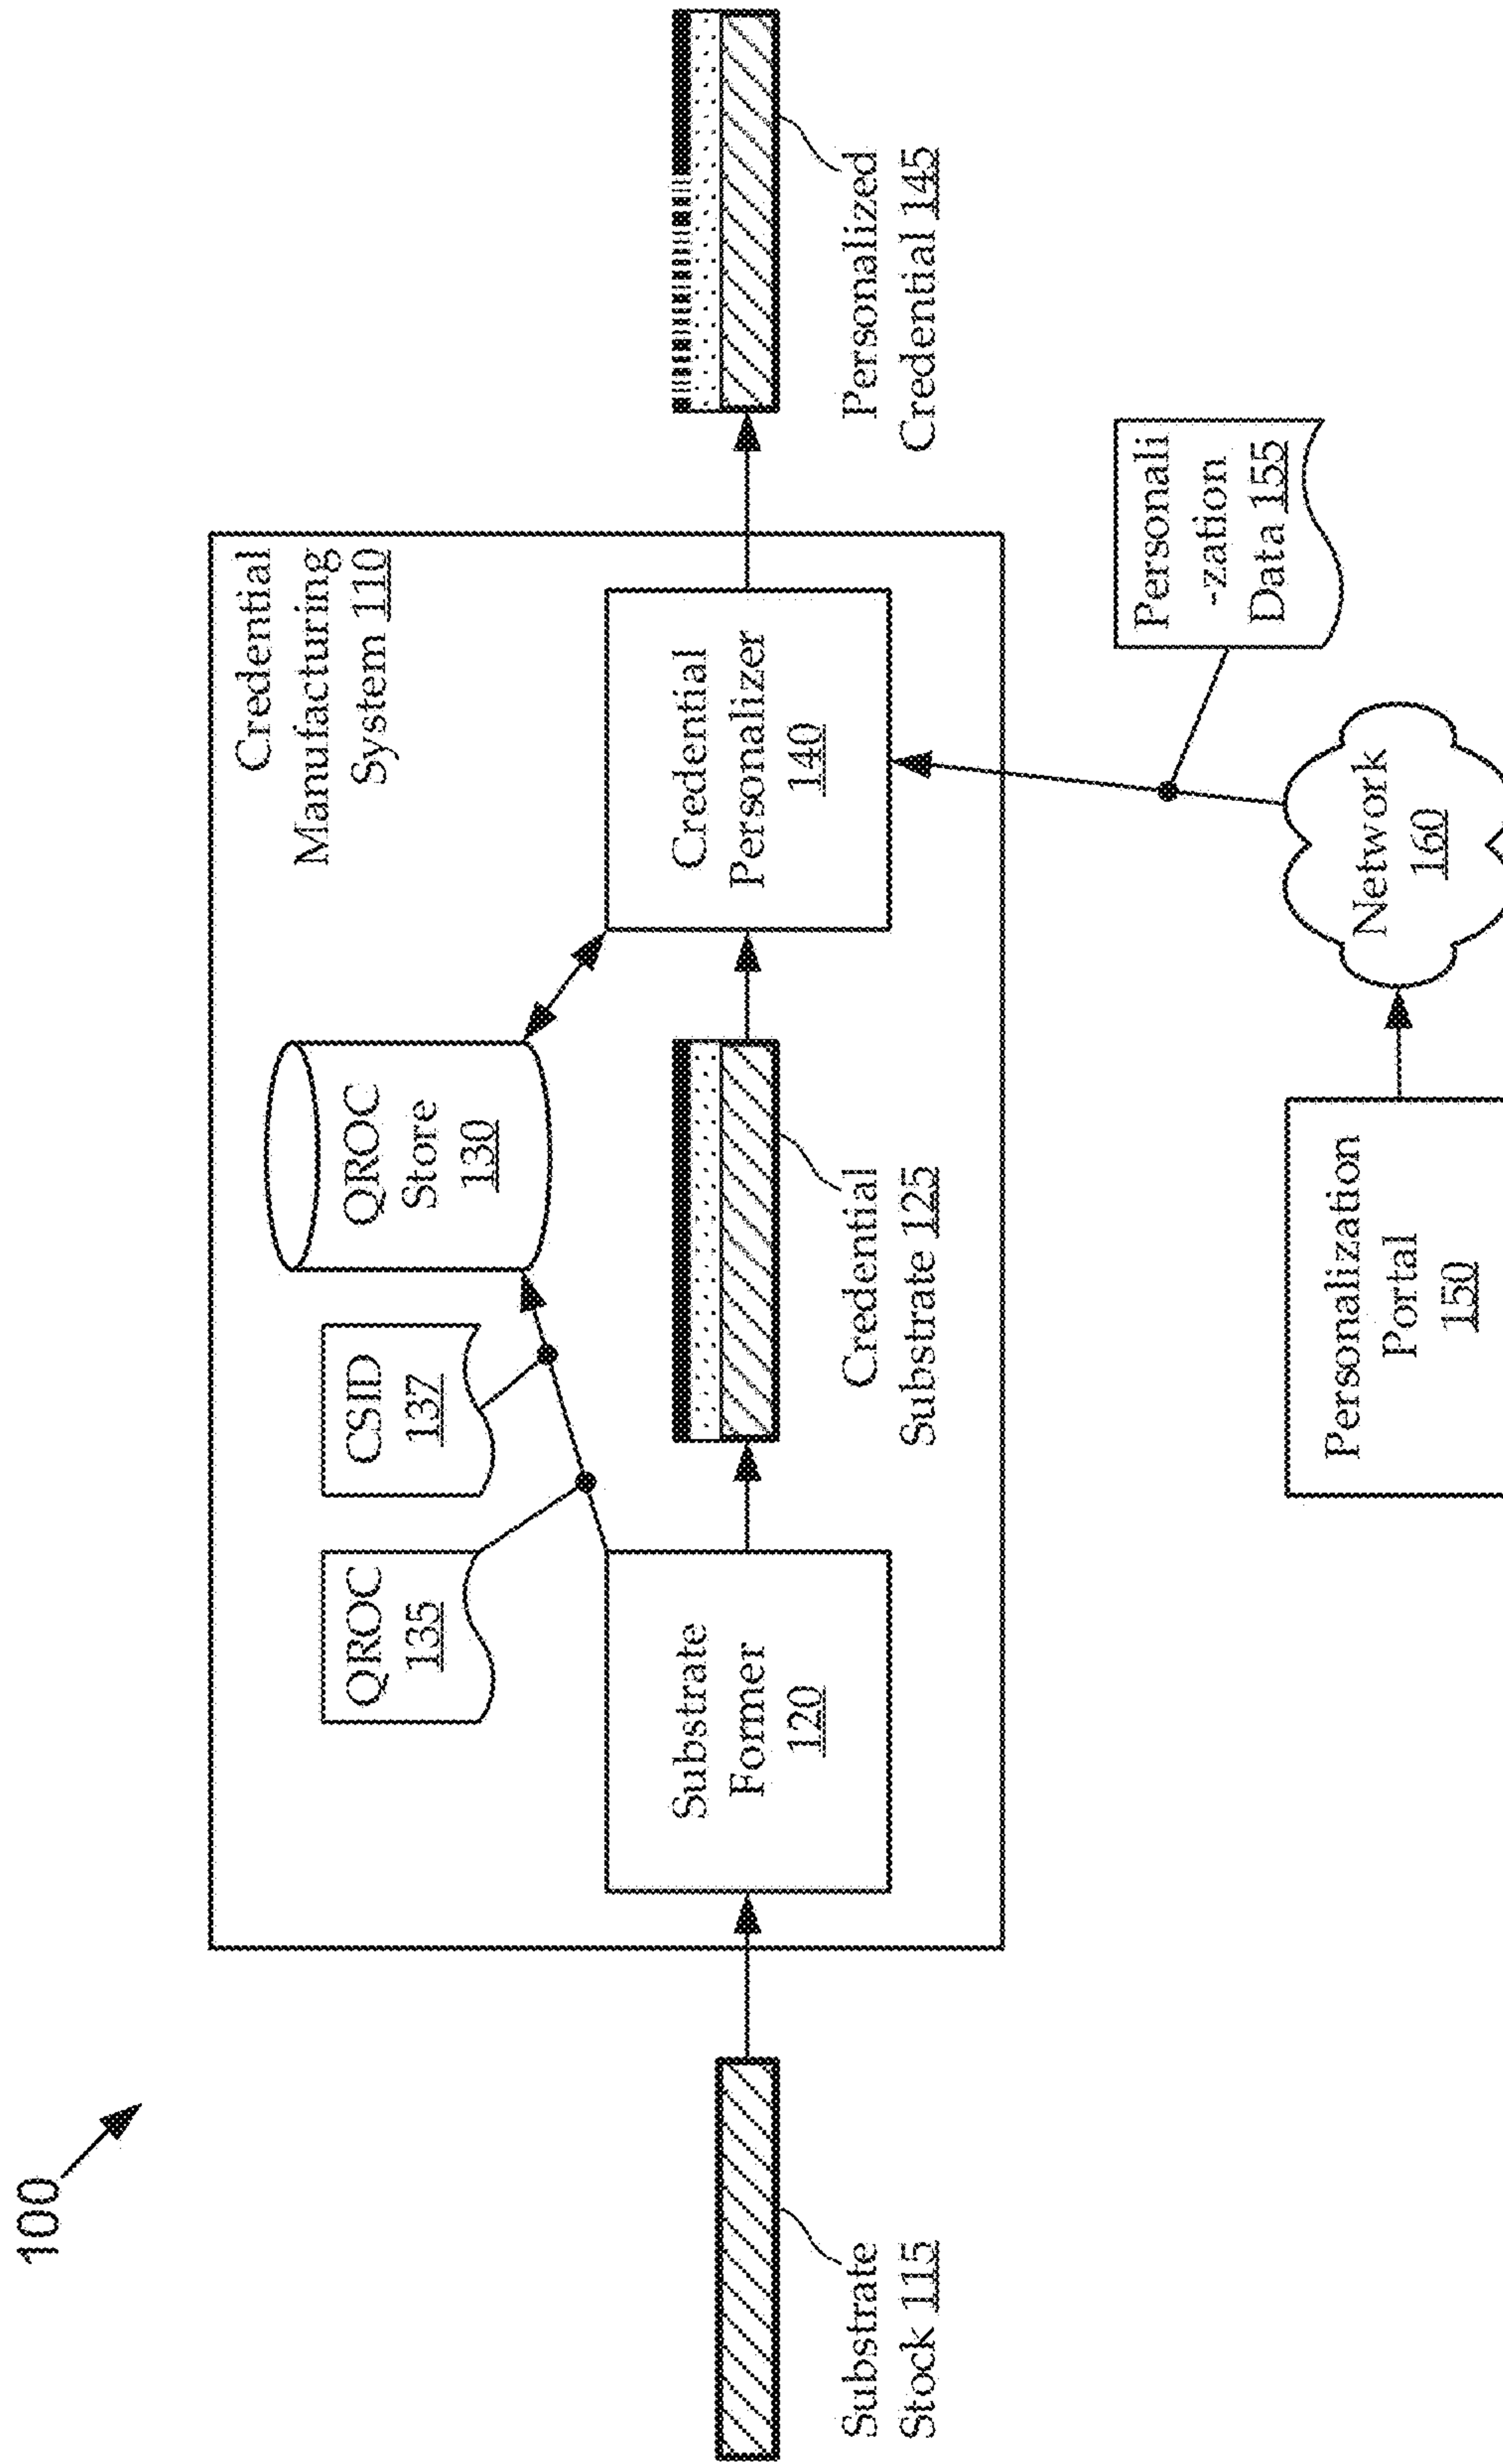 100
Credential
Manufacturing
System 110
QROC
135
CSID
137
QROC
Store
130
Substrate
Former
120
Credential
Personalizer
140
Substrate
Stock 115
Credential
Substrate 125
Personalized
Credential 145
Personali
-zation
Data 155
Personalization
Portal
150
Network
160